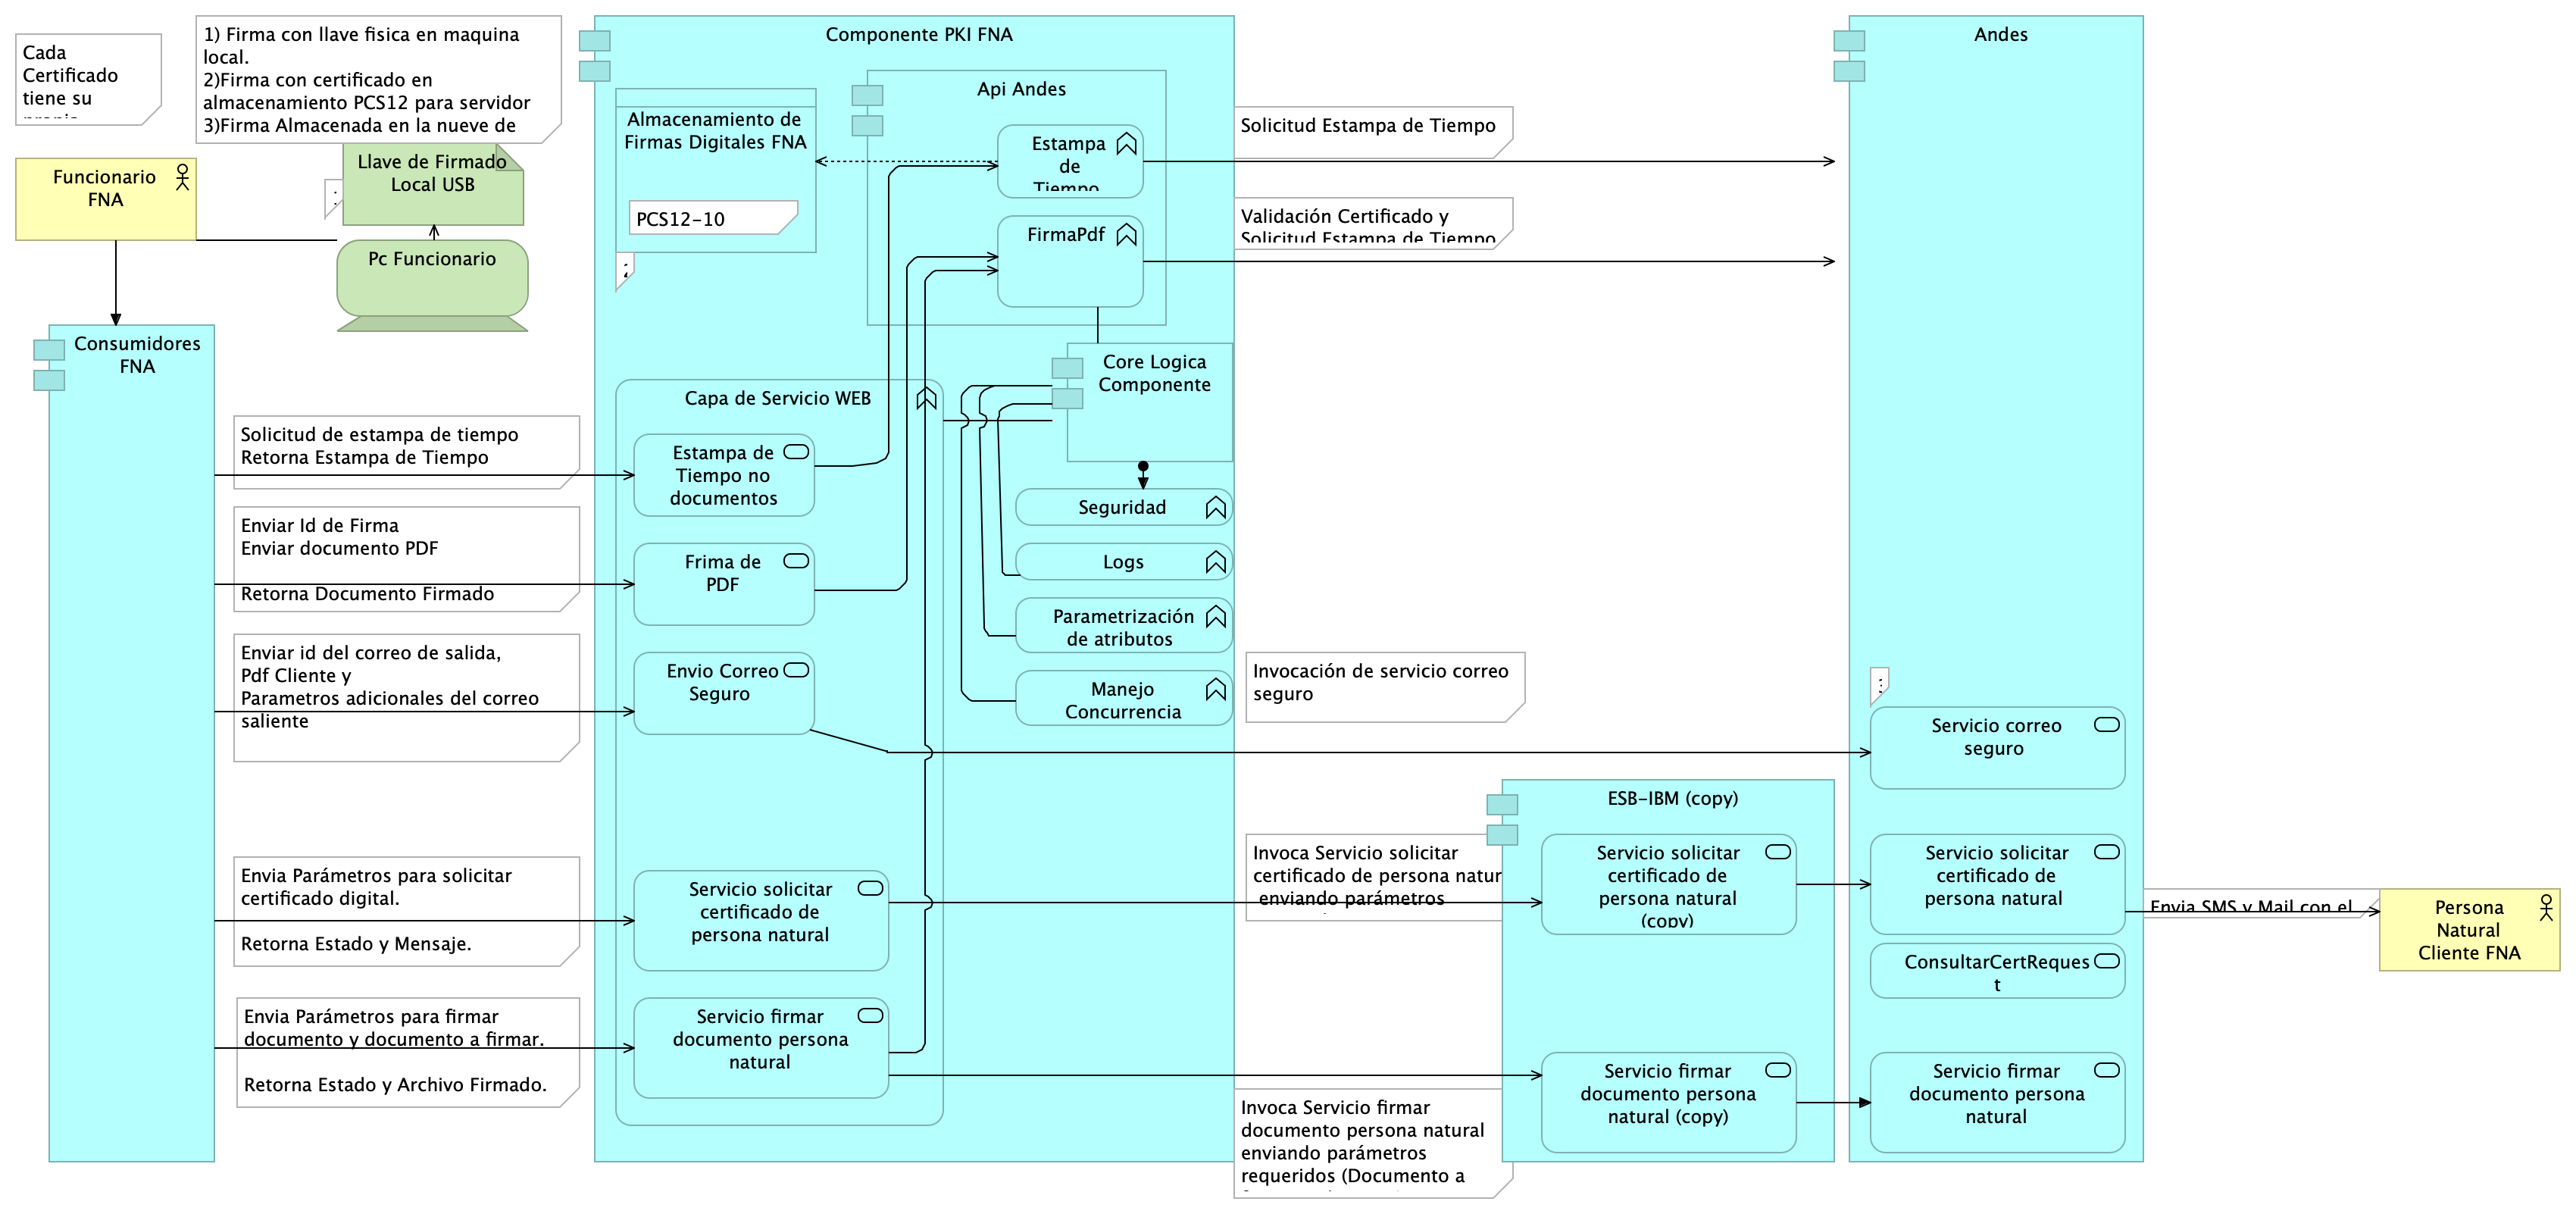 Cada
Certificado
tiene su
1) Firma con llave fisica en maquina
local.
2)Firma con certificado en
almacenamiento PCS12 para servidor
3)Firma Almacenada en la nueve de
Funcionario
FNA
Llave de Firmado
Local USB
Pc Funcionario
Consumidores
FNA
Solicitud de estampa de tiempo
Retorna Estampa de Tiempo
Enviar Id de Firma
Enviar documento PDF
Retorna Documento Firmado
Enviar id del correo de salida,
Pdf Cliente y
Parametros adicionales del correo
saliente
Envia Parámetros para solicitar
certificado digital.
Retorna Estado y Mensaje.
Envia Parámetros para firmar
documento y documento a firmar.
Retorna Estado y Archivo Firmado.
Componente PKI FNA
Almacenamiento de
Firmas Digitales FNA
PCS12-10
Api Andes
Estampa
de
Tiempo
FirmaPdf
Core Logica
Componente
Capa de Servicio WEB
Estampa de
Tiempo no
documentos
Frima de
PDF
Envio Correo
Seguro
Servicio solicitar
certificado de
persona natural
Servicio firmar
documento persona
natural
Seguridad
Logs
Parametrización
de atributos
Manejo
Concurrencia
Solicitud Estampa de Tiempo
Validación Certificado y
Solicitud Estampa de Tiempo
Invocación de servicio correo
seguro
Invoca Servicio solicitar
certificado de persona natur
enviando parámetros
Invoca Servicio firmar
documento persona natural
enviando parámetros
requeridos (Documento a
ESB-IBM (copy)
Servicio solicitar
certificado de
persona natural
(copy)
Servicio firmar
documento persona
natural (copy)
Andes
Servicio correo
seguro
Servicio solicitar
certificado de
persona natural
ConsultarCertReques
t
Servicio firmar
documento persona
natural
Envia SMS y Mail con el
Persona
Natural
Cliente FNA